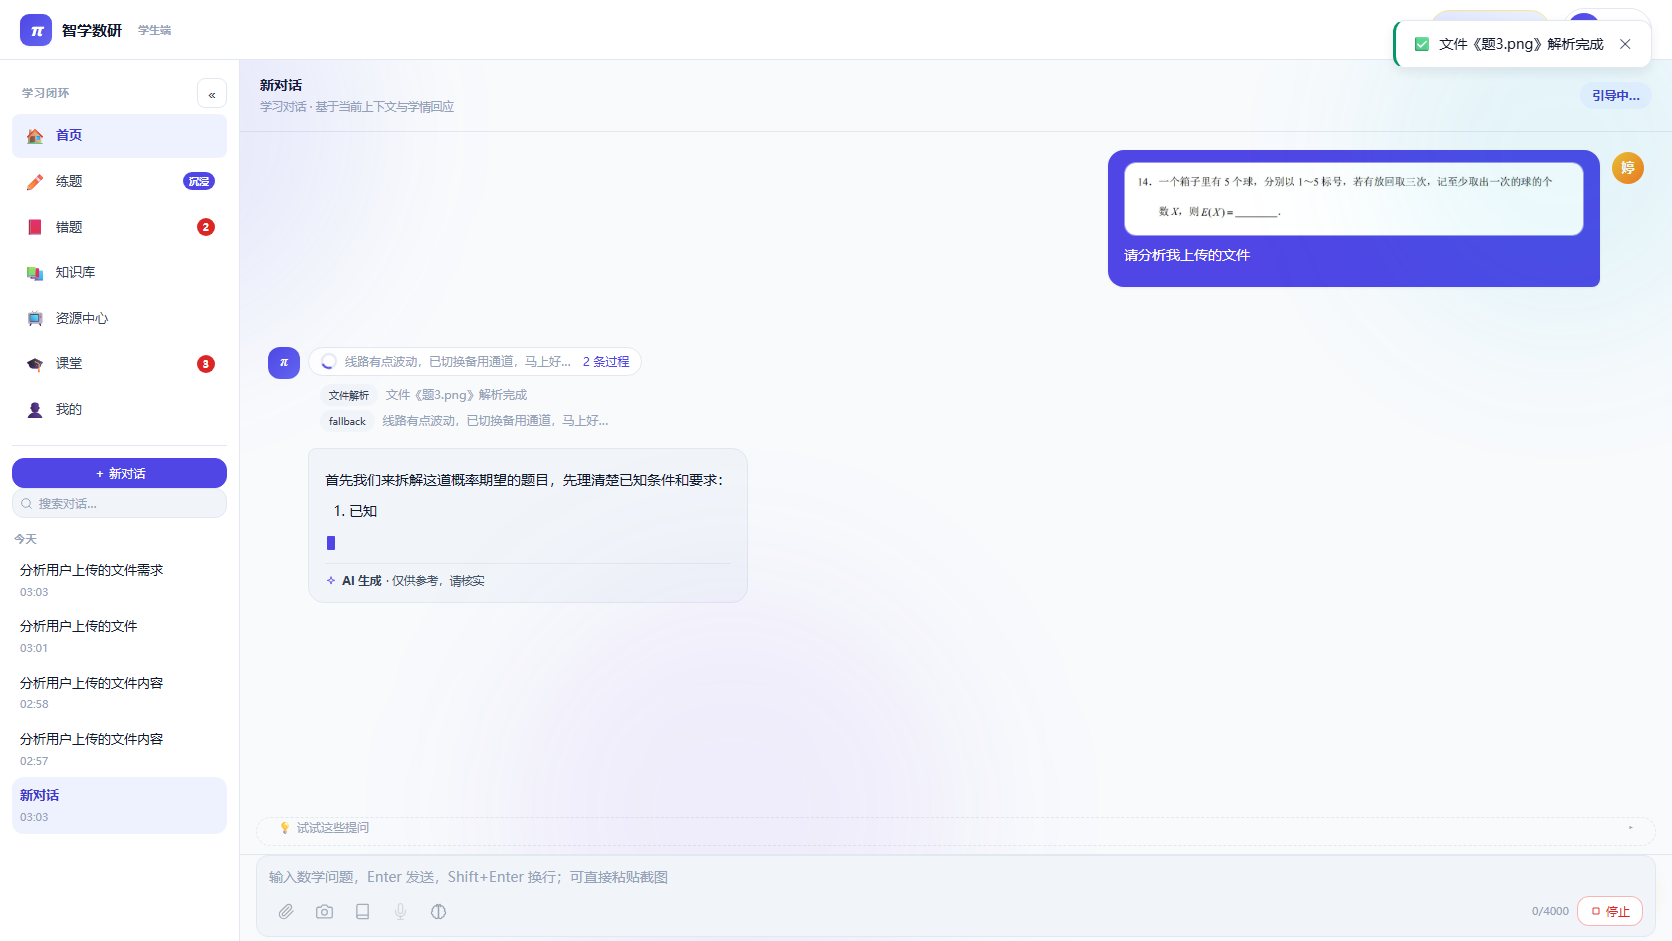 π 智学数研 学生端
文件《题3.png》解析完成
学习闭环 «
首页
练题 沉浸
错题 2
知识库
资源中心
课堂 3
我的
+ 新对话
搜索对话...
今天
分析用户上传的文件需求
03:03
分析用户上传的文件
03:01
分析用户上传的文件内容
02:58
分析用户上传的文件内容
02:57
新对话
03:03
新对话
学习对话 · 基于当前上下文与学情回应
引导中...
14. 一个箱子里有 5 个球，分别以 1～5 标号，若有放回取三次，记至少取出一次的球的个
数 X，则 E(X)=________.
请分析我上传的文件
婷
π
线路有点波动，已切换备用通道，马上好... 2 条过程
文件解析 文件《题3.png》解析完成
fallback 线路有点波动，已切换备用通道，马上好...
首先我们来拆解这道概率期望的题目，先理清楚已知条件和要求：
1. 已知
AI 生成 · 仅供参考，请核实
试试这些提问
输入数学问题，Enter 发送，Shift+Enter 换行；可直接粘贴截图
0/4000 停止